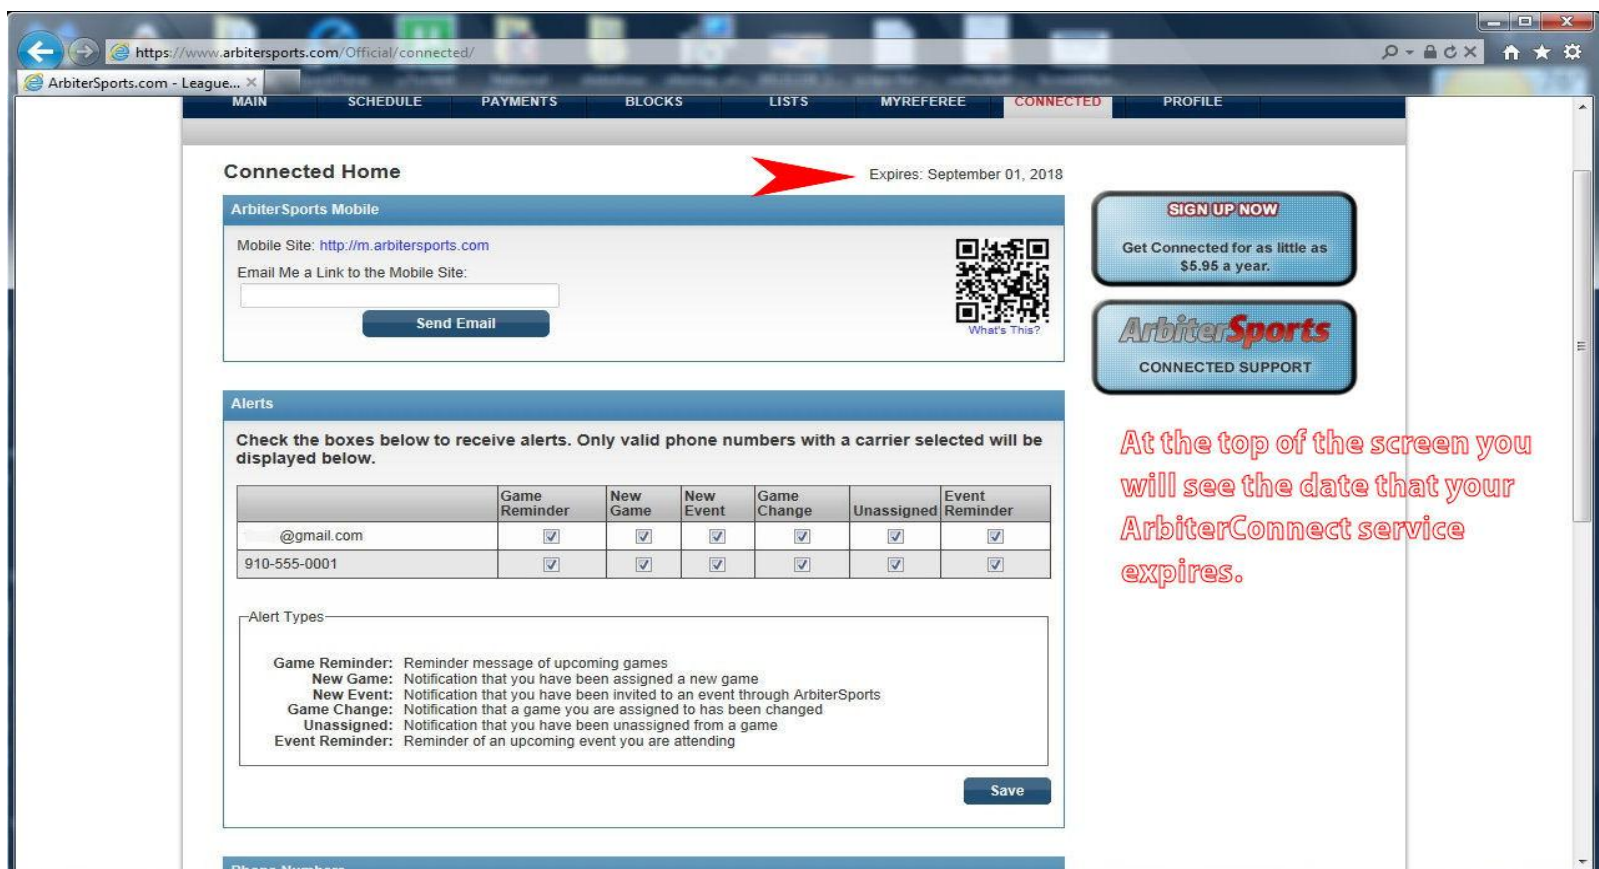 https://www.arbitersports.com/Official/connected/
ArbiterSports.com - League...
MAIN SCHEDULE PAYMENTS BLOCKS LISTS MYREFEREE CONNECTED PROFILE
Connected Home
Expires: September 01, 2018
ArbiterSports Mobile
Mobile Site: http://m.arbitersports.com
Email Me a Link to the Mobile Site:
Send Email
What's This?
SIGN UP NOW
Get Connected for as little as
$5.95 a year.
ArbiterSports
CONNECTED SUPPORT
At the top of the screen you
will see the date that your
ArbiterConnect service
expires.
Alerts
Check the boxes below to receive alerts. Only valid phone numbers with a carrier selected will be
displayed below.
Game Reminder New Game New Event Game Change Unassigned Event Reminder
@gmail.com
910-555-0001
Alert Types
Game Reminder: Reminder message of upcoming games
New Game: Notification that you have been assigned a new game
New Event: Notification that you have been invited to an event through ArbiterSports
Game Change: Notification that a game you are assigned to has been changed
Unassigned: Notification that you have been unassigned from a game
Event Reminder: Reminder of an upcoming event you are attending
Save
Phone Numbers